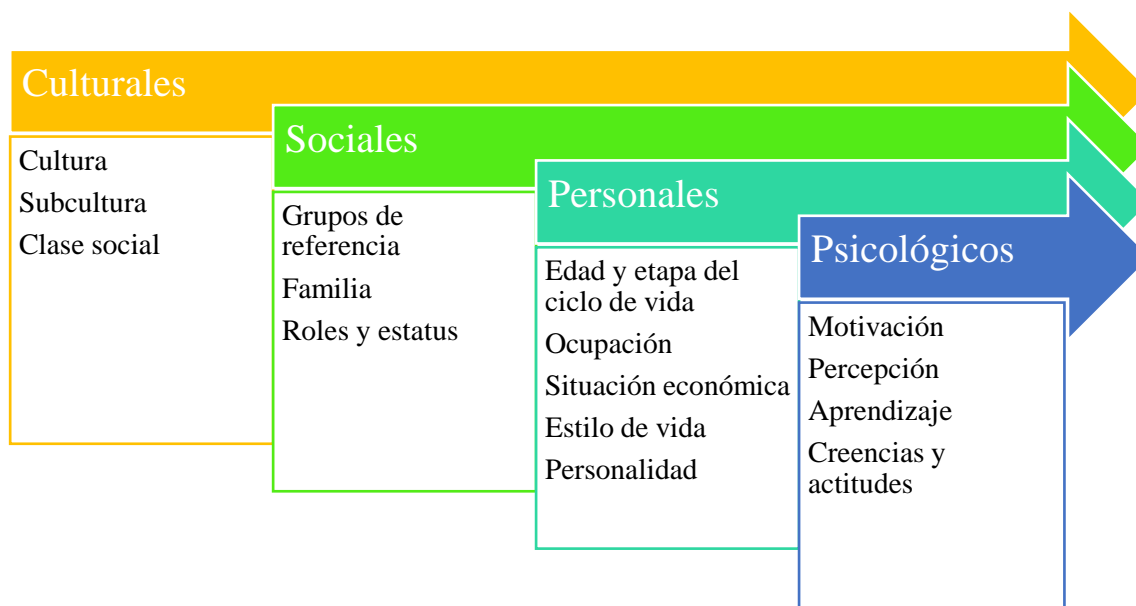 Culturales
Cultura
Subcultura
Clase social
Sociales
Grupos de
referencia
Familia
Roles y estatus
Personales
Edad y etapa del
ciclo de vida
Ocupación
Situación económica
Estilo de vida
Personalidad
Psicológicos
Motivación
Percepción
Aprendizaje
Creencias y
actitudes